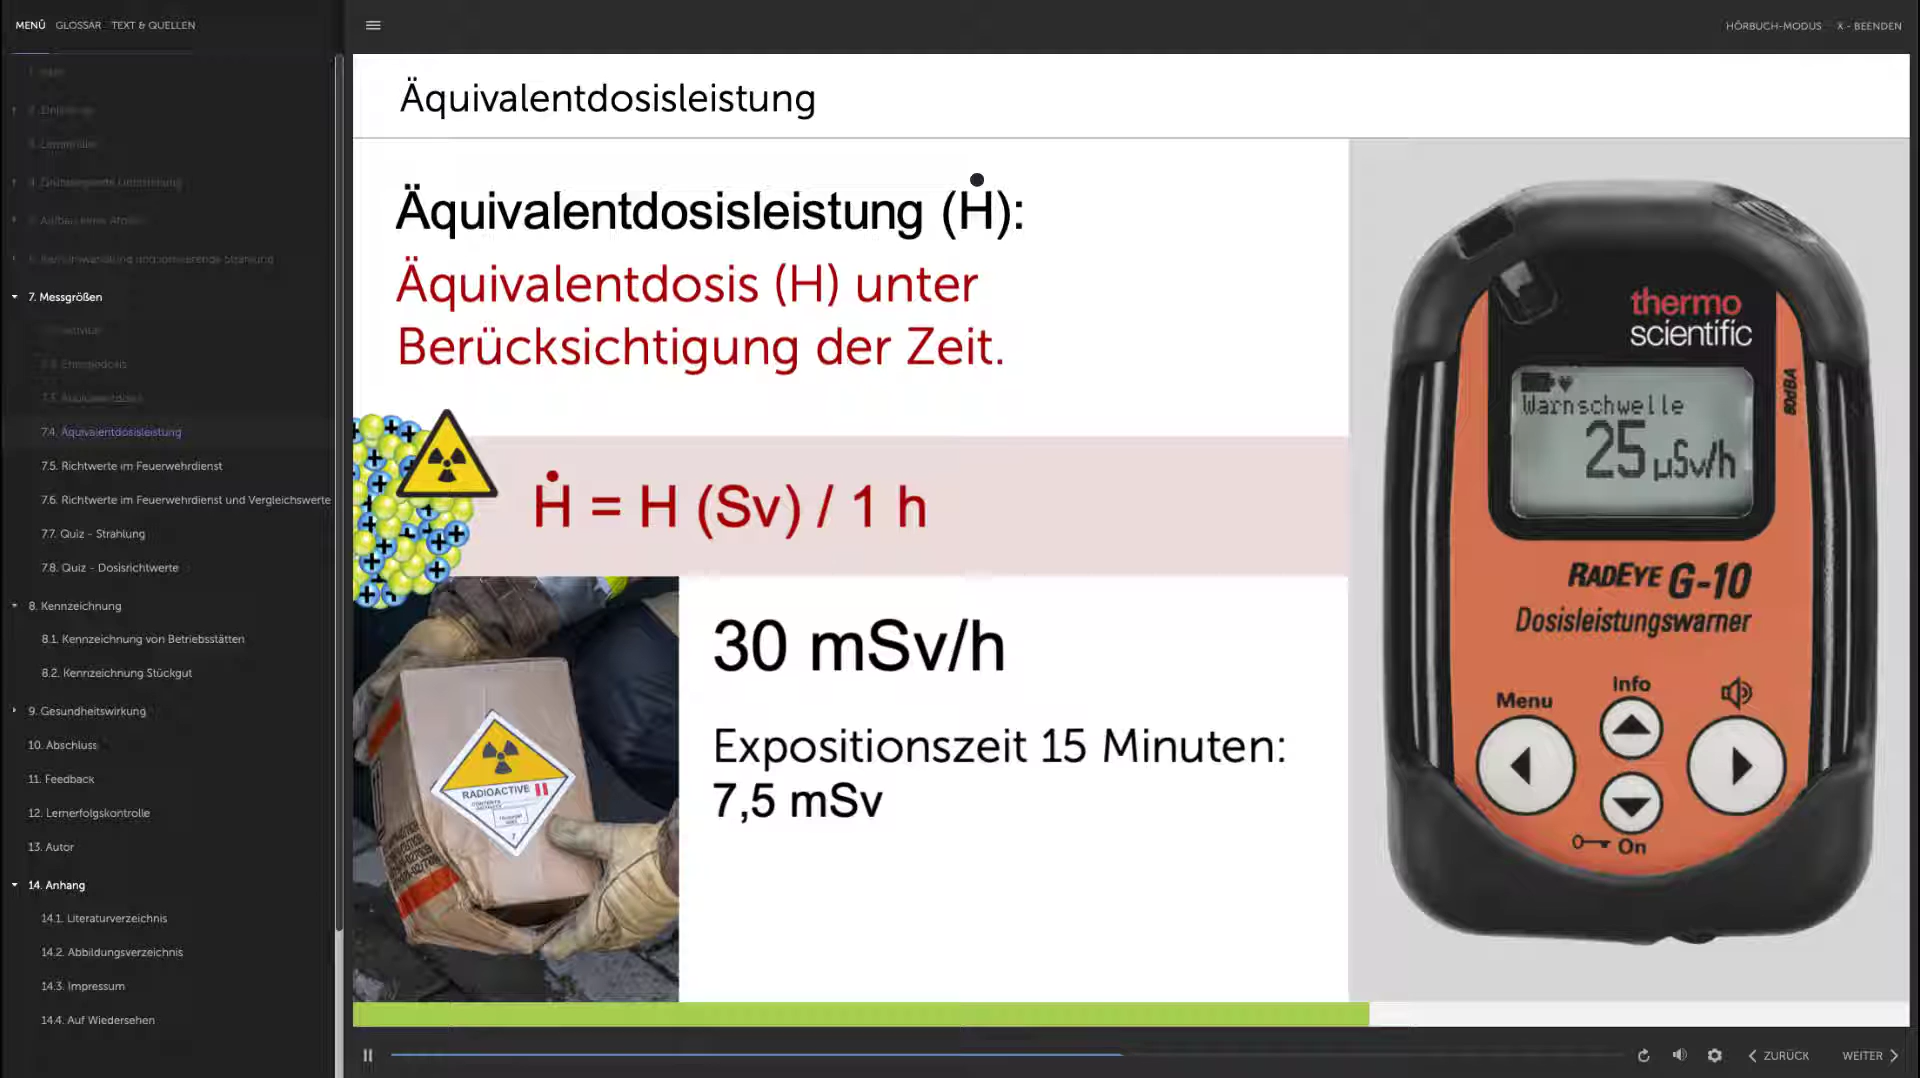 MENÜ GLOSSAR TEXT & QUELLEN
HÖRBUCH-MODUS X - BEENDEN
7. Messgrößen
7.4. Äquivalentdosisleistung
7.5. Richtwerte im Feuerwehrdienst
7.6. Richtwerte im Feuerwehrdienst und Vergleichswerte
7.7. Quiz - Strahlung
7.8. Quiz - Dosisrichtwerte
8. Kennzeichnung
8.1. Kennzeichnung von Betriebsstätten
8.2. Kennzeichnung Stückgut
9. Gesundheitswirkung
10. Abschluss
11. Feedback
12. Lernerfolgskontrolle
13. Autor
14. Anhang
14.1. Literaturverzeichnis
14.2. Abbildungsverzeichnis
14.3. Impressum
14.4. Auf Wiedersehen
Äquivalentdosisleistung
Äquivalentdosisleistung (Ḣ):
Äquivalentdosis (H) unter
Berücksichtigung der Zeit.
Ḣ = H (Sv) / 1 h
30 mSv/h
Expositionszeit 15 Minuten:
7,5 mSv
RADIOACTIVE II
7
thermo
scientific
80dBA
Warnschwelle
25 µSv/h
RADEYE G-10
Dosisleistungswarner
Menu
Info
On
ZURÜCK
WEITER